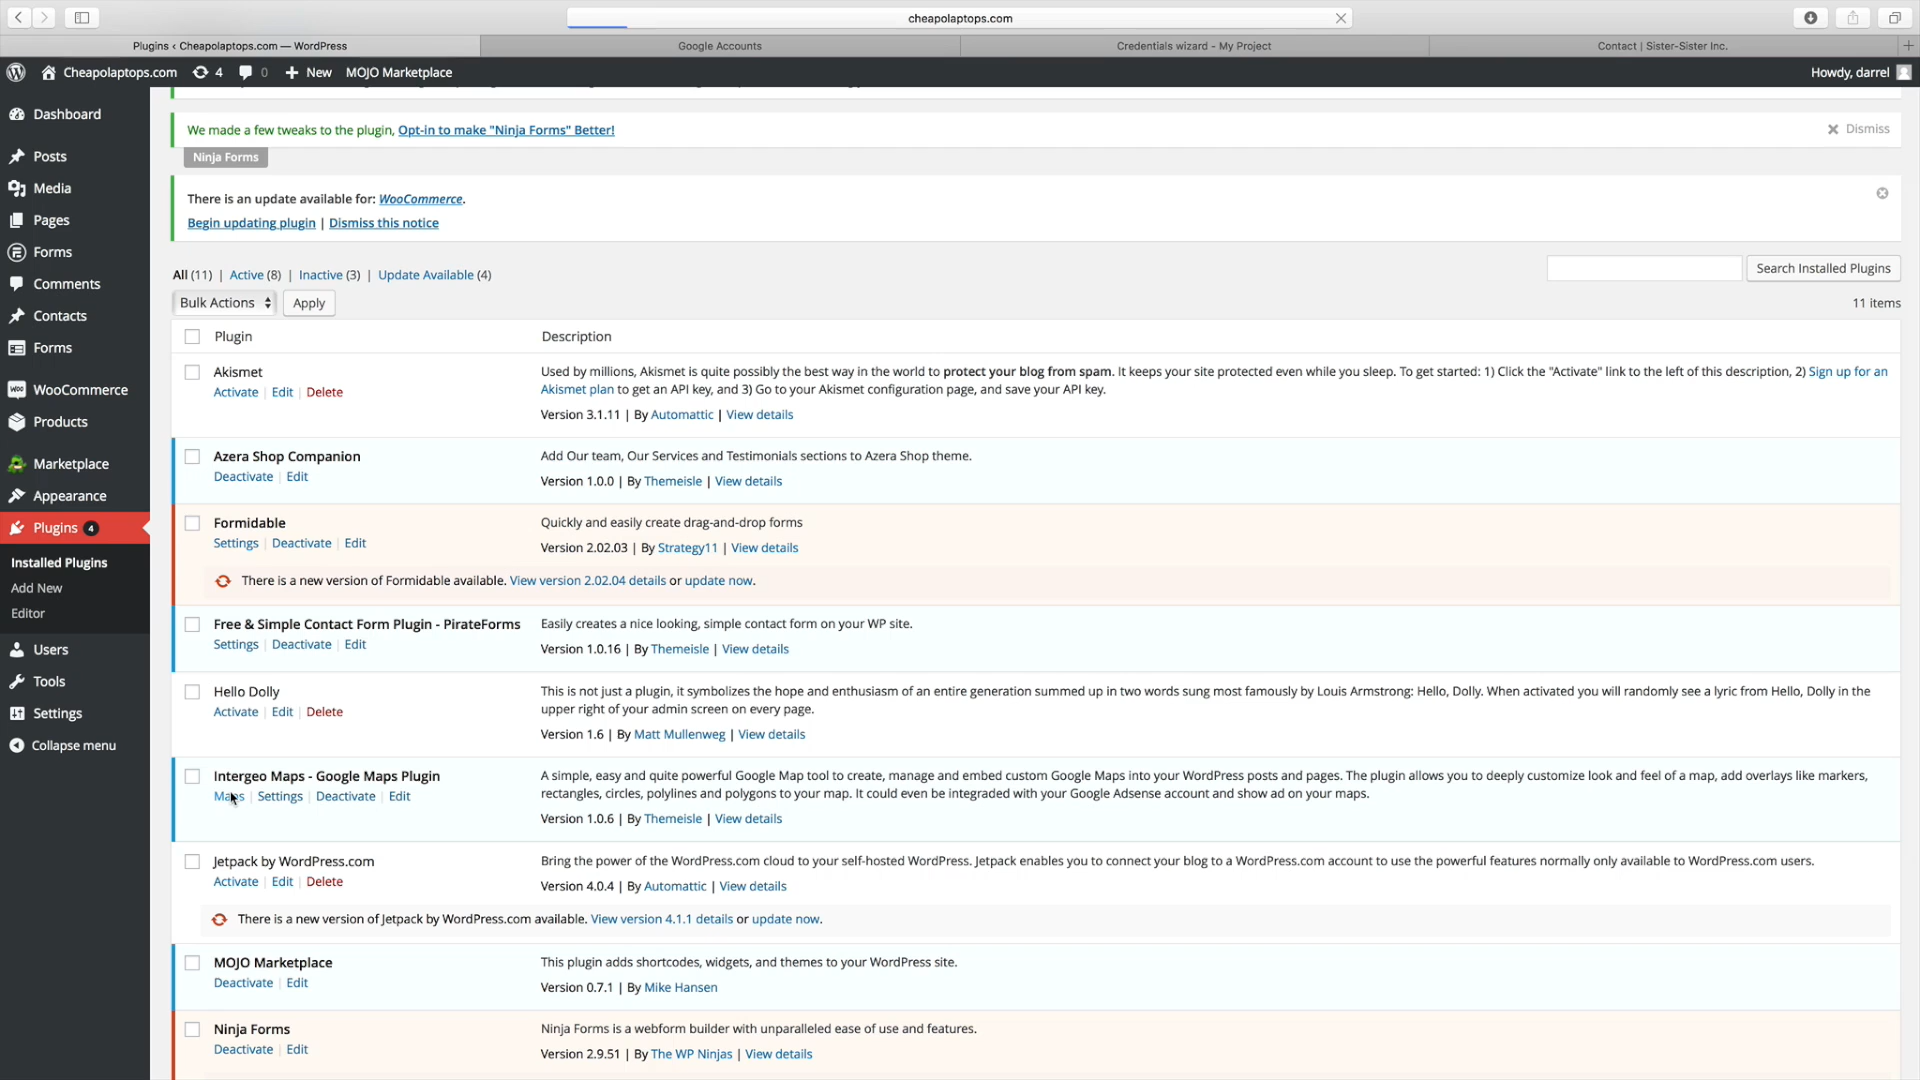 cheapolaptops.com
Plugins ‹ Cheapolaptops.com — WordPress
Google Accounts
Credentials wizard - My Project
Contact | Sister-Sister Inc.
Cheapolaptops.com
4
0
New
MOJO Marketplace
Howdy, darrel
Dashboard
Posts
Media
Pages
Forms
Comments
Contacts
Forms
WooCommerce
Products
Marketplace
Appearance
Plugins 4
Installed Plugins
Add New
Editor
Users
Tools
Settings
Collapse menu
We made a few tweaks to the plugin, Opt-in to make "Ninja Forms" Better!
Dismiss
Ninja Forms
There is an update available for: WooCommerce.
Begin updating plugin | Dismiss this notice
All (11) | Active (8) | Inactive (3) | Update Available (4)
Search Installed Plugins
Bulk Actions
Apply
11 items
Plugin
Description
Akismet
Activate | Edit | Delete
Used by millions, Akismet is quite possibly the best way in the world to protect your blog from spam. It keeps your site protected even while you sleep. To get started: 1) Click the "Activate" link to the left of this description, 2) Sign up for an
Akismet plan to get an API key, and 3) Go to your Akismet configuration page, and save your API key.
Version 3.1.11 | By Automattic | View details
Azera Shop Companion
Deactivate | Edit
Add Our team, Our Services and Testimonials sections to Azera Shop theme.
Version 1.0.0 | By Themeisle | View details
Formidable
Settings | Deactivate | Edit
Quickly and easily create drag-and-drop forms
Version 2.02.03 | By Strategy11 | View details
There is a new version of Formidable available. View version 2.02.04 details or update now.
Free & Simple Contact Form Plugin - PirateForms
Settings | Deactivate | Edit
Easily creates a nice looking, simple contact form on your WP site.
Version 1.0.16 | By Themeisle | View details
Hello Dolly
Activate | Edit | Delete
This is not just a plugin, it symbolizes the hope and enthusiasm of an entire generation summed up in two words sung most famously by Louis Armstrong: Hello, Dolly. When activated you will randomly see a lyric from Hello, Dolly in the
upper right of your admin screen on every page.
Version 1.6 | By Matt Mullenweg | View details
Intergeo Maps - Google Maps Plugin
Maps | Settings | Deactivate | Edit
A simple, easy and quite powerful Google Map tool to create, manage and embed custom Google Maps into your WordPress posts and pages. The plugin allows you to deeply customize look and feel of a map, add overlays like markers,
rectangles, circles, polylines and polygons to your map. It could even be integrated with your Google Adsense account and show ad on your maps.
Version 1.0.6 | By Themeisle | View details
Jetpack by WordPress.com
Activate | Edit | Delete
Bring the power of the WordPress.com cloud to your self-hosted WordPress. Jetpack enables you to connect your blog to a WordPress.com account to use the powerful features normally only available to WordPress.com users.
Version 4.0.4 | By Automattic | View details
There is a new version of Jetpack by WordPress.com available. View version 4.1.1 details or update now.
MOJO Marketplace
Deactivate | Edit
This plugin adds shortcodes, widgets, and themes to your WordPress site.
Version 0.7.1 | By Mike Hansen
Ninja Forms
Deactivate | Edit
Ninja Forms is a webform builder with unparalleled ease of use and features.
Version 2.9.51 | By The WP Ninjas | View details